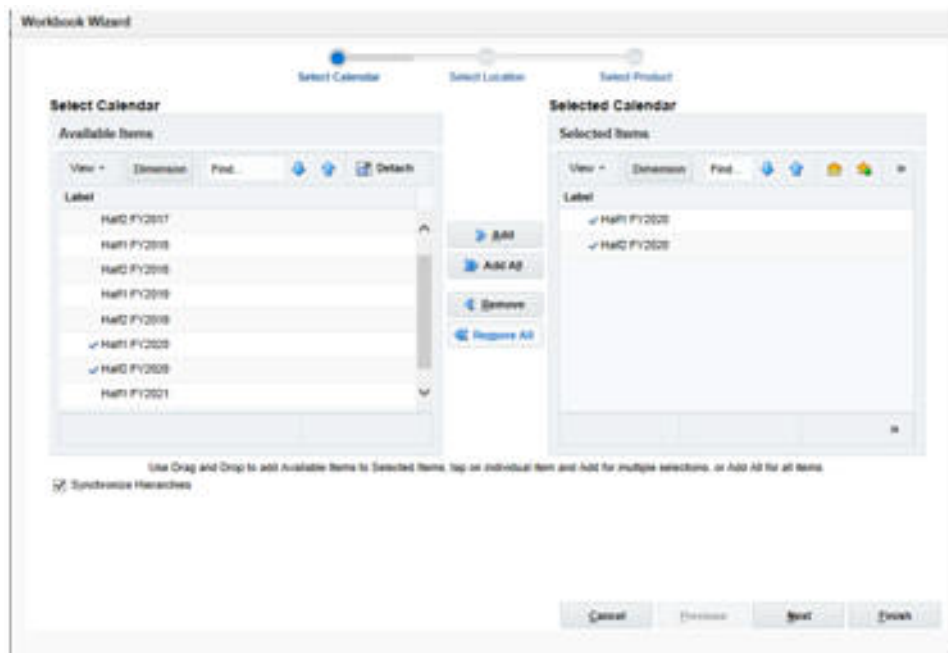 Workbook Wizard
Select Calendar Select Location Select Product
Select Calendar
Available Items
View Dimension Find... Detach
Label
Half2 FY2017
Half1 FY2018
Half2 FY2018
Half1 FY2019
Half2 FY2019
Half1 FY2020
Half2 FY2020
Half1 FY2021
Add
Add All
Remove
Remove All
Selected Calendar
Selected Items
View Dimension Find... »
Label
Half1 FY2020
Half2 FY2020
»
Use Drag and Drop to add Available Items to Selected Items, tap on individual item and Add for multiple selections, or Add All for all items
Synchronize Hierarchies
Cancel Previous Next Finish